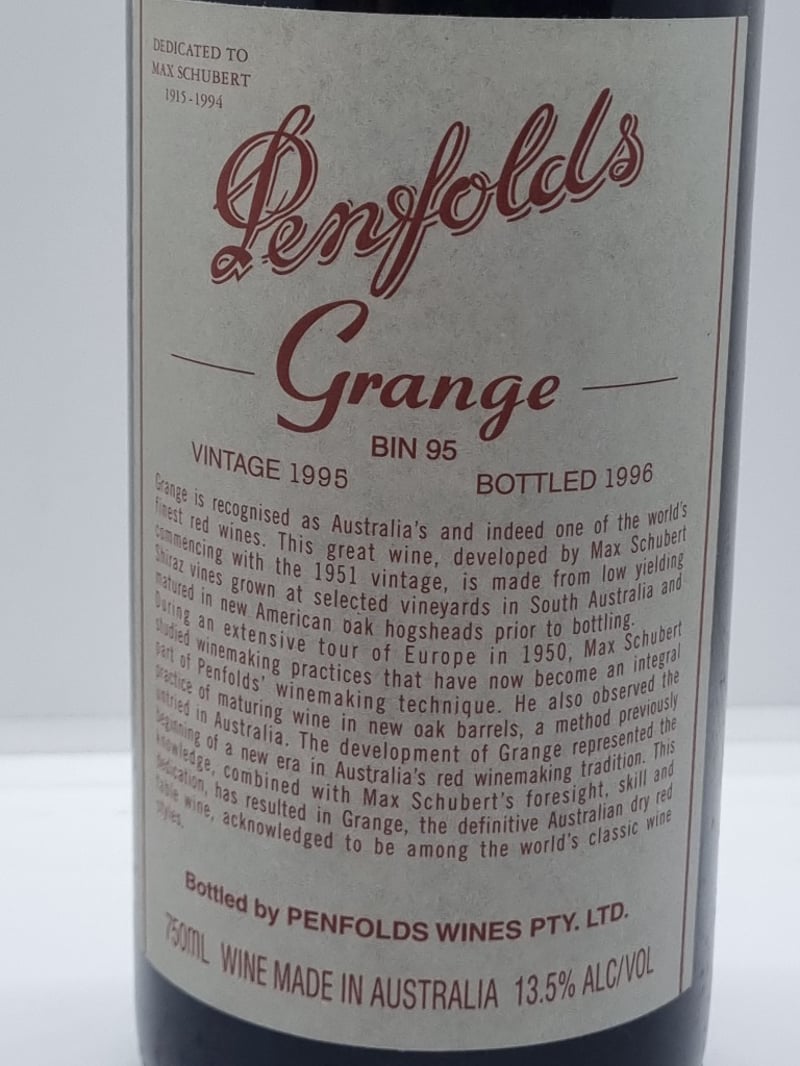 DEDICATED TO
MAX SCHUBERT
1915-1994
Penfolds
Grange
BIN 95
VINTAGE 1995
BOTTLED 1996
Grange is recognised as Australia's and indeed one of the world's
finest red wines. This great wine, developed by Max Schubert
commencing with the 1951 vintage, is made from low yielding
Shiraz vines grown at selected vineyards in South Australia and
matured in new American oak hogsheads prior to bottling.
During an extensive tour of Europe in 1950, Max Schubert
studied winemaking practices that have now become an integral
part of Penfolds' winemaking technique. He also observed the
practice of maturing wine in new oak barrels, a method previously
untried in Australia. The development of Grange represented the
beginning of a new era in Australia's red winemaking tradition. This
knowledge, combined with Max Schubert's foresight, skill and
dedication, has resulted in Grange, the definitive Australian dry red
table wine, acknowledged to be among the world's classic wine
styles.
Bottled by PENFOLDS WINES PTY. LTD.
750ML WINE MADE IN AUSTRALIA 13.5% ALC/VOL